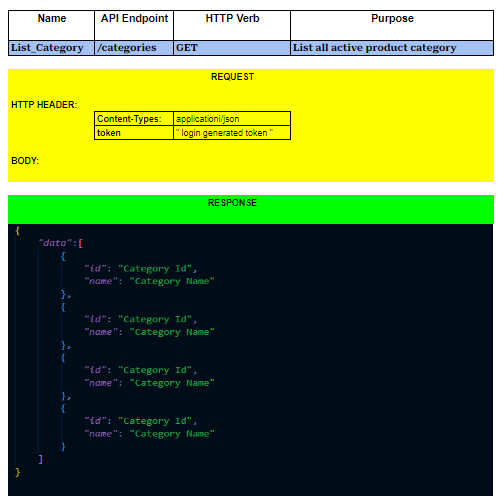 Name API Endpoint HTTP Verb Purpose
List_Category /categories GET List all active product category
REQUEST
HTTP HEADER:
Content-Types: applicationi/json
token " login generated token "
BODY:
RESPONSE
{
"data":[
{
"id": "Category Id",
"name": "Category Name"
},
{
"id": "Category Id",
"name": "Category Name"
},
{
"id": "Category Id",
"name": "Category Name"
},
{
"id": "Category Id",
"name": "Category Name"
}
]
}